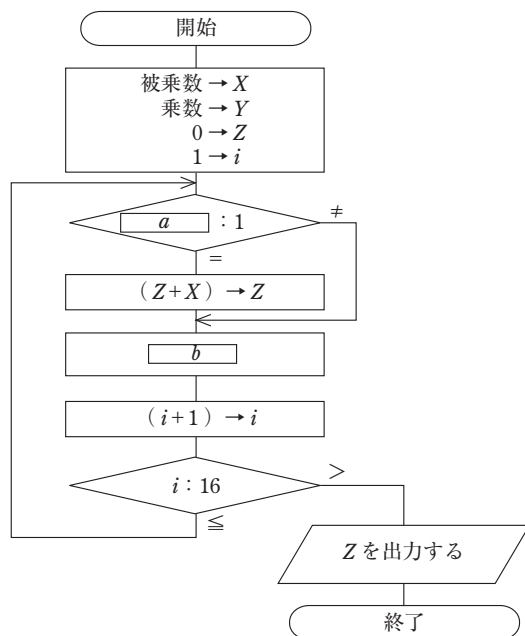 開始
被乗数→X
乗数→Y
0→Z
1→i
a : 1
≠
=
(Z+X)→Z
b
(i+1)→i
i:16
>
≦
Zを出力する
終了